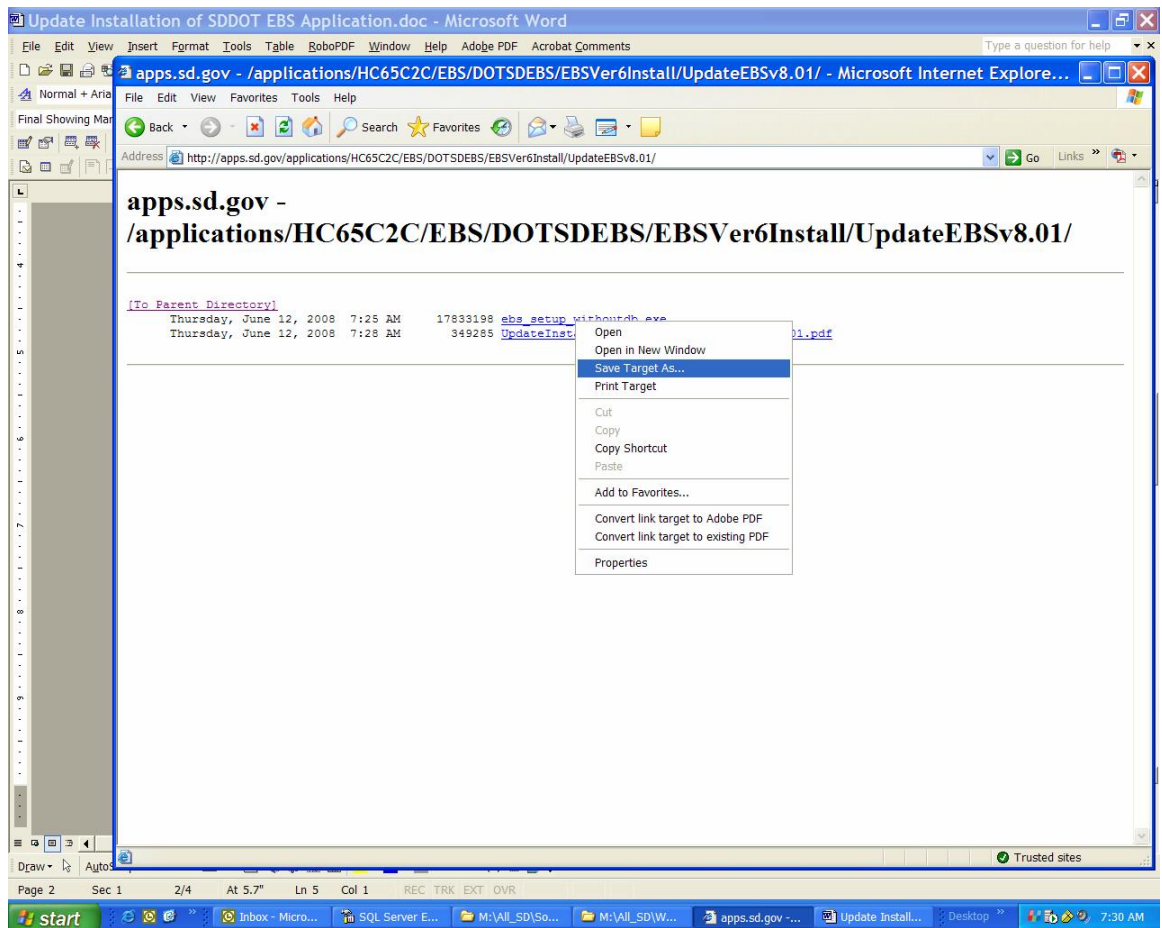 Update Installation of SDDOT EBS Application.doc - Microsoft Word
File Edit View Insert Format Tools Table RoboPDF Window Help Adobe PDF Acrobat Comments Type a question for help
apps.sd.gov - /applications/HC65C2C/EBS/DOTSDEBS/EBSVer6Install/UpdateEBSv8.01/ - Microsoft Internet Explore...
Normal + Aria
File Edit View Favorites Tools Help
Final Showing Mar
Back Search Favorites
Address http://apps.sd.gov/applications/HC65C2C/EBS/DOTSDEBS/EBSVer6Install/UpdateEBSv8.01/ Go Links »
apps.sd.gov -
/applications/HC65C2C/EBS/DOTSDEBS/EBSVer6Install/UpdateEBSv8.01/
[To Parent Directory]
Thursday, June 12, 2008 7:25 AM 17833198 ebs_setup_withoutdb.exe
Thursday, June 12, 2008 7:28 AM 349285 UpdateInst 01.pdf
Open
Open in New Window
Save Target As...
Print Target
Cut
Copy
Copy Shortcut
Paste
Add to Favorites...
Convert link target to Adobe PDF
Convert link target to existing PDF
Properties
5
6
7
8
9
Trusted sites
Draw AutoS
Page 2 Sec 1 2/4 At 5.7" Ln 5 Col 1 REC TRK EXT OVR
start » Inbox - Micro... SQL Server E... M:\All_SD\So... M:\All_SD\W... apps.sd.gov -... Update Install... Desktop » 7:30 AM